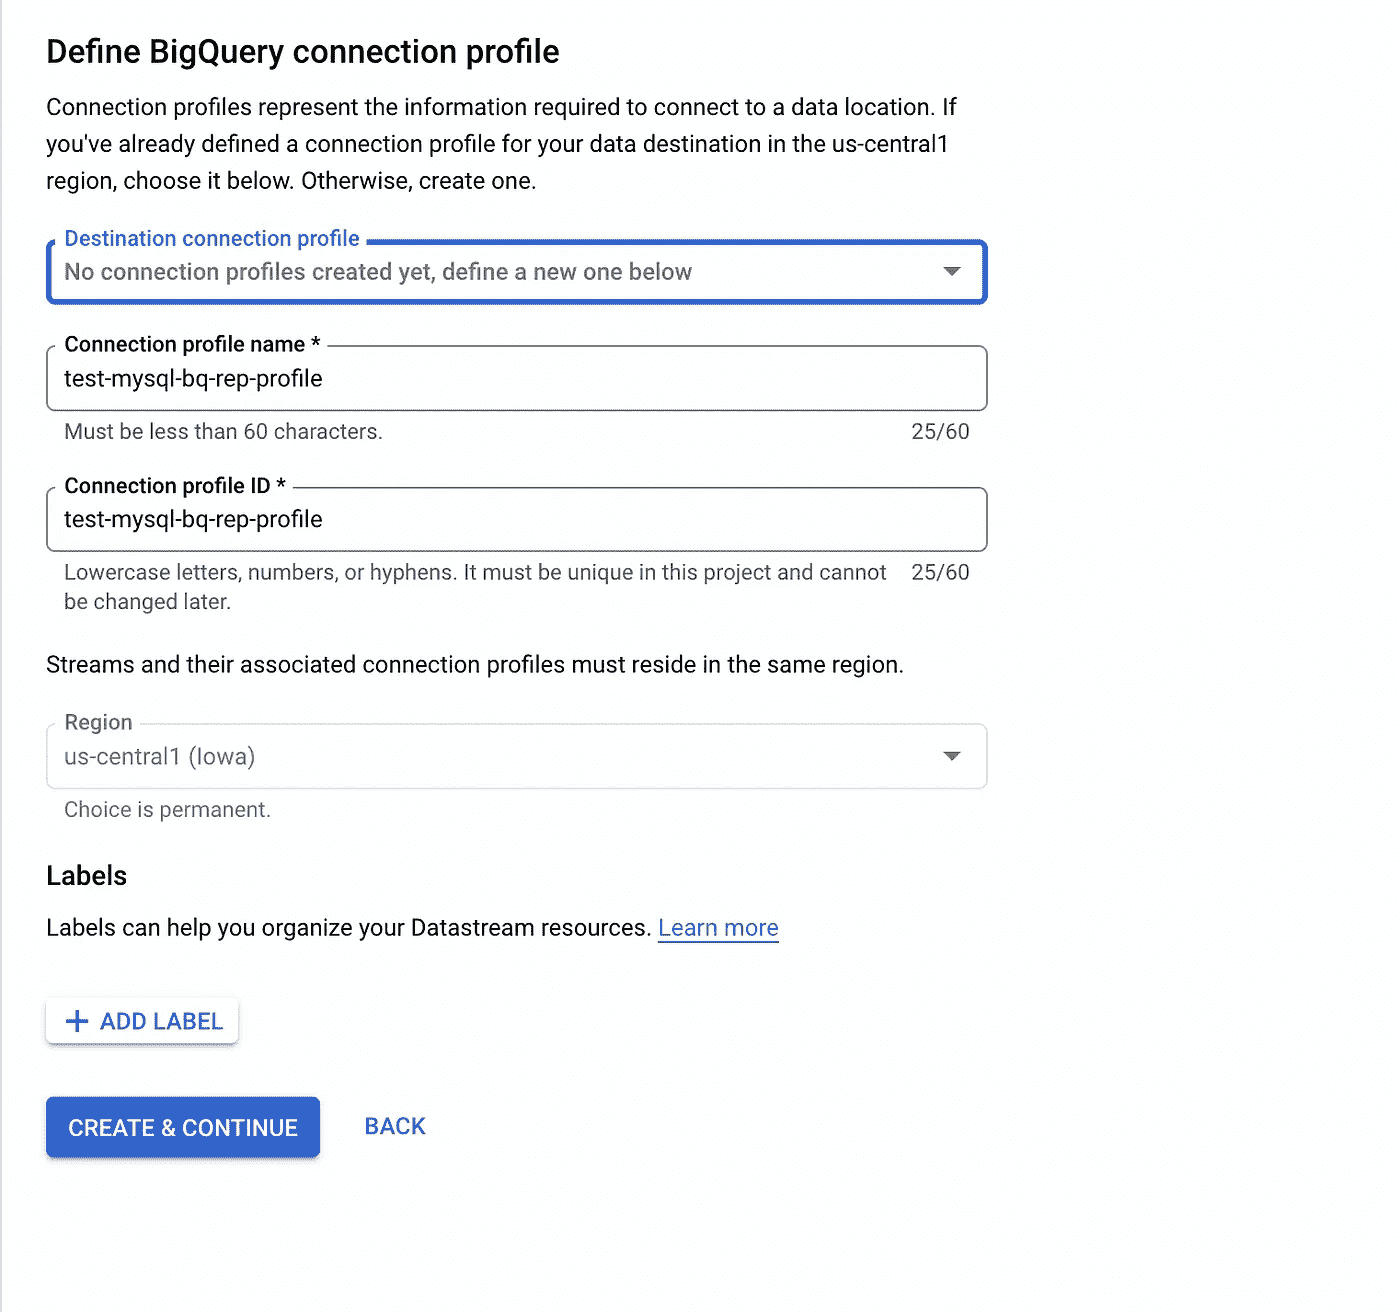 Define BigQuery connection profile
Connection profiles represent the information required to connect to a data location. If
you've already defined a connection profile for your data destination in the us-central1
region, choose it below. Otherwise, create one.
Destination connection profile
No connection profiles created yet, define a new one below
Connection profile name *
test-mysql-bq-rep-profile
Must be less than 60 characters. 25/60
Connection profile ID *
test-mysql-bq-rep-profile
Lowercase letters, numbers, or hyphens. It must be unique in this project and cannot 25/60
be changed later.
Streams and their associated connection profiles must reside in the same region.
Region
us-central1 (Iowa)
Choice is permanent.
Labels
Labels can help you organize your Datastream resources. Learn more
ADD LABEL
CREATE & CONTINUE BACK